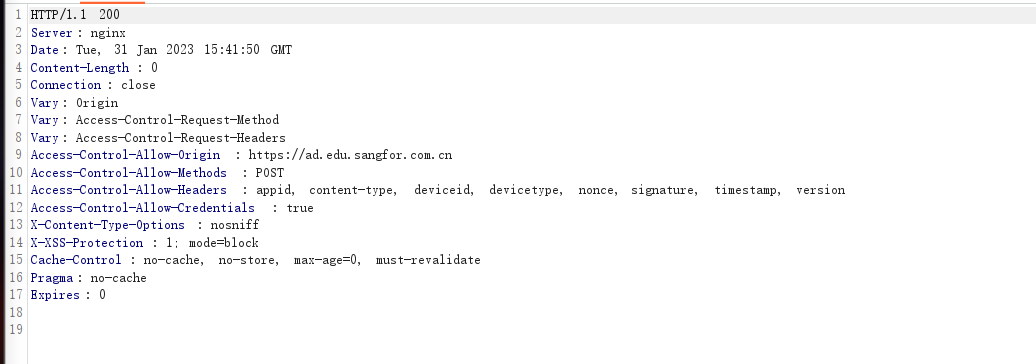 1 HTTP/1.1 200
2 Server: nginx
3 Date: Tue, 31 Jan 2023 15:41:50 GMT
4 Content-Length: 0
5 Connection: close
6 Vary: Origin
7 Vary: Access-Control-Request-Method
8 Vary: Access-Control-Request-Headers
9 Access-Control-Allow-Origin: https://ad.edu.sangfor.com.cn
10 Access-Control-Allow-Methods: POST
11 Access-Control-Allow-Headers: appid, content-type, deviceid, devicetype, nonce, signature, timestamp, version
12 Access-Control-Allow-Credentials: true
13 X-Content-Type-Options: nosniff
14 X-XSS-Protection: 1; mode=block
15 Cache-Control: no-cache, no-store, max-age=0, must-revalidate
16 Pragma: no-cache
17 Expires: 0
18
19